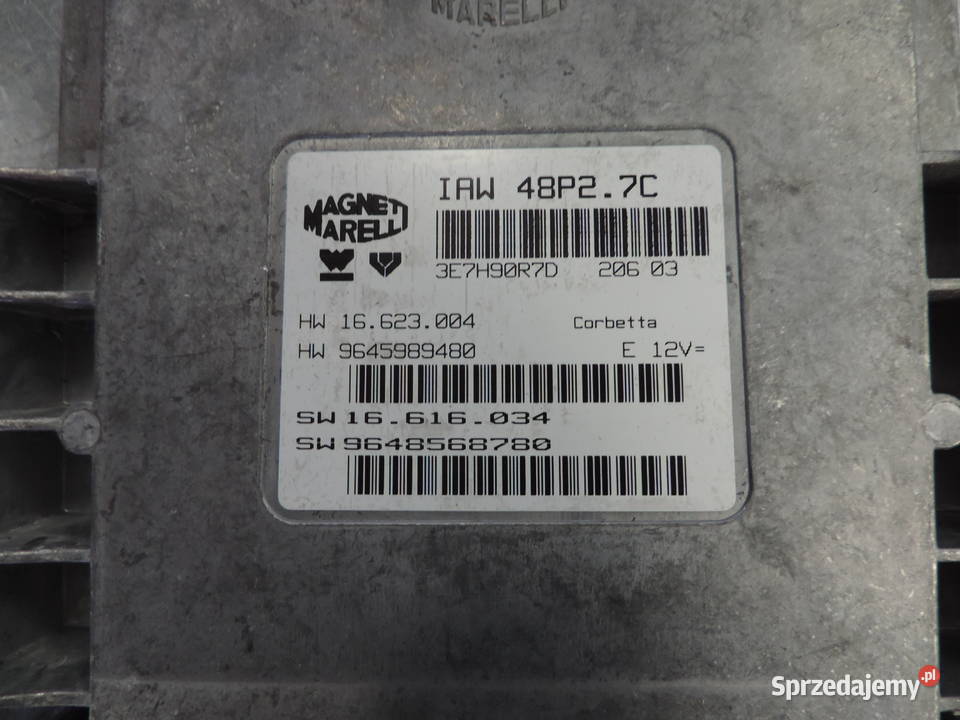 MARELLI
IAW 48P2.7C
MAGNETI
MARELLI
3E7H90R7D 206 03
HW 16.623.004 Corbetta
HW 9645989480 E 12V=
SW 16.616.034
SW 9648568780
Sprzedajemy.pl